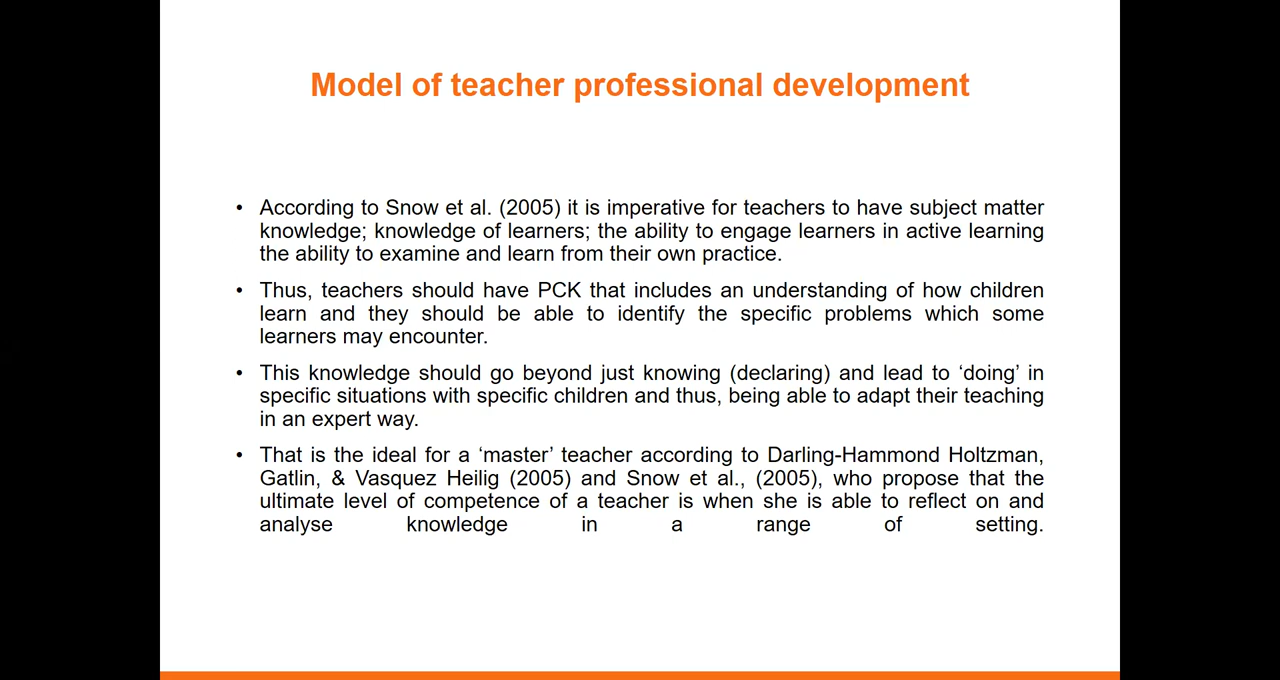 Model of teacher professional development
• According to Snow et al. (2005) it is imperative for teachers to have subject matter
knowledge; knowledge of learners; the ability to engage learners in active learning
the ability to examine and learn from their own practice.
• Thus, teachers should have PCK that includes an understanding of how children
learn and they should be able to identify the specific problems which some
learners may encounter.
• This knowledge should go beyond just knowing (declaring) and lead to ‘doing’ in
specific situations with specific children and thus, being able to adapt their teaching
in an expert way.
• That is the ideal for a ‘master’ teacher according to Darling-Hammond Holtzman,
Gatlin, & Vasquez Heilig (2005) and Snow et al., (2005), who propose that the
ultimate level of competence of a teacher is when she is able to reflect on and
analyse knowledge in a range of setting.